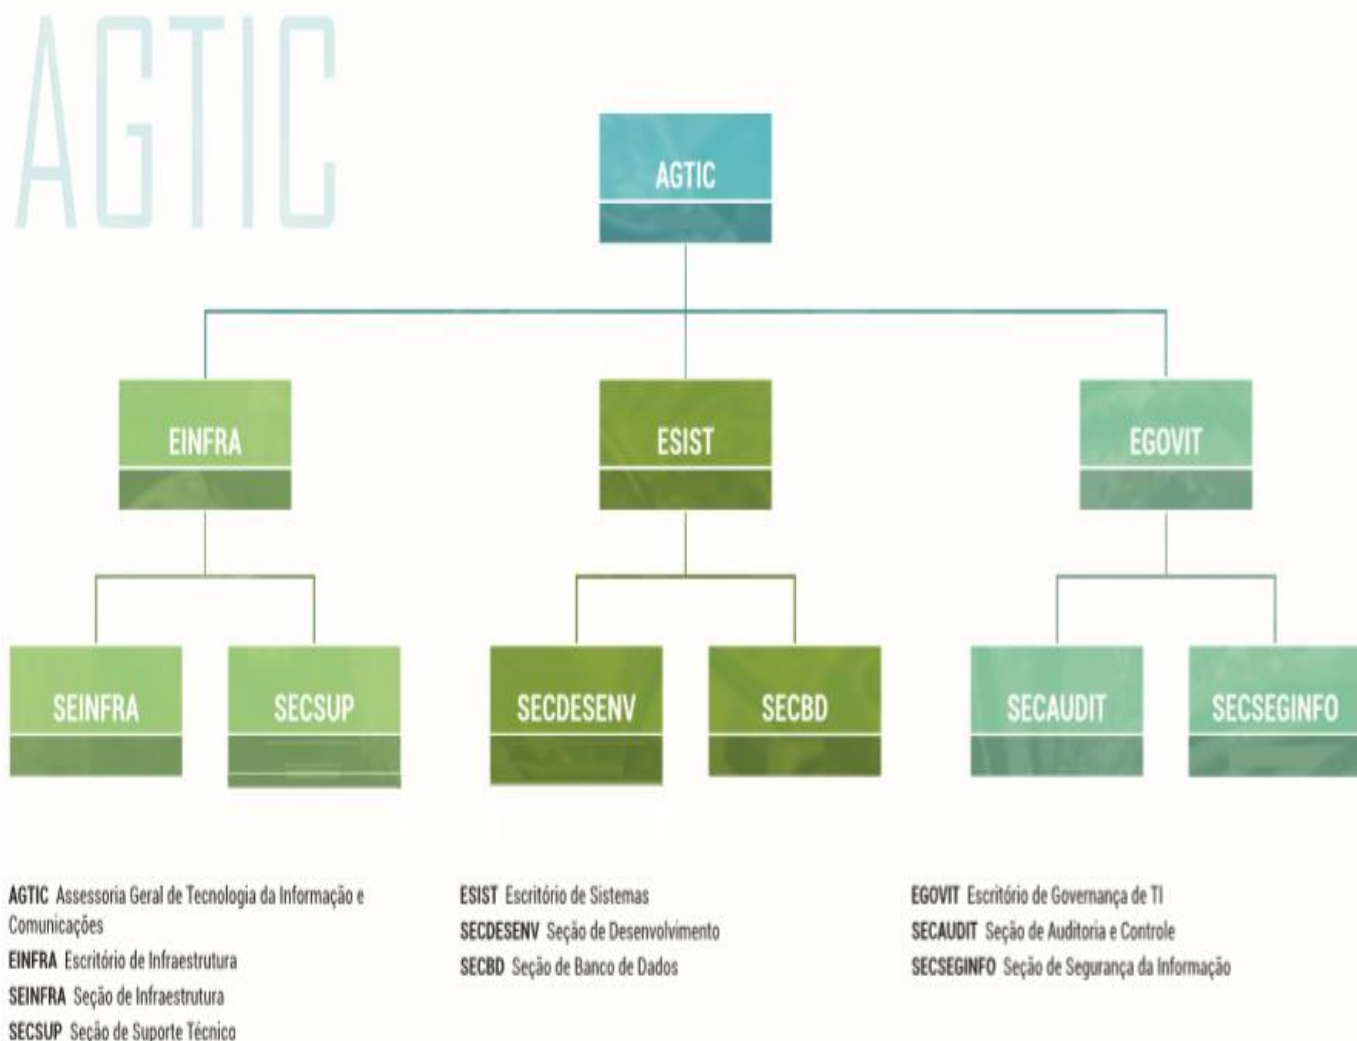 AGTIC
AGTIC
EINFRA
ESIST
EGOVIT
SEINFRA
SECSUP
SECDESENV
SECBD
SECAUDIT
SECSEGINFO
AGTIC Assessoria Geral de Tecnologia da Informação e
Comunicações
EINFRA Escritório de Infraestrutura
SEINFRA Seção de Infraestrutura
SECSUP Seção de Suporte Técnico
ESIST Escritório de Sistemas
SECDESENV Seção de Desenvolvimento
SECBD Seção de Banco de Dados
EGOVIT Escritório de Governança de TI
SECAUDIT Seção de Auditoria e Controle
SECSEGINFO Seção de Segurança da Informação